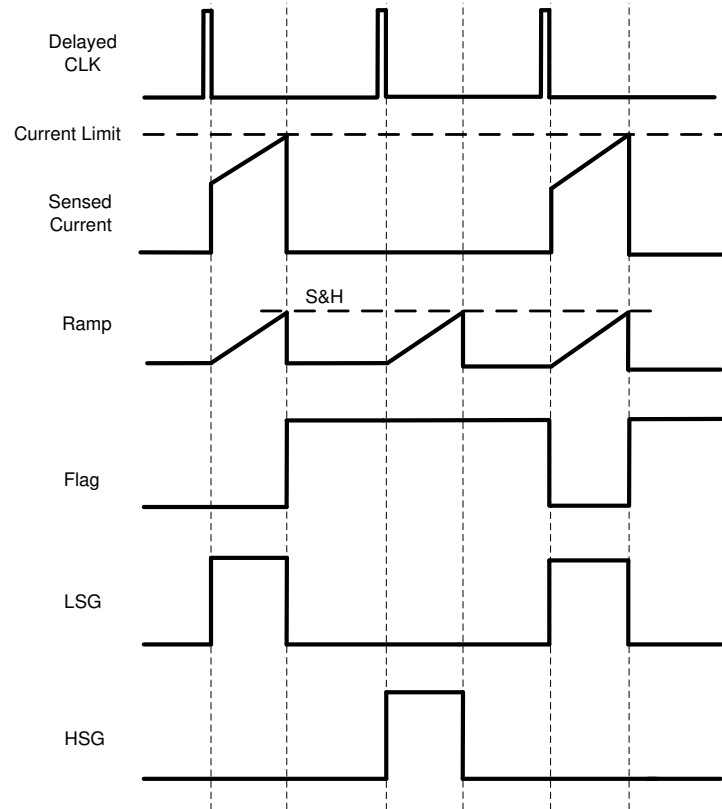 Delayed
CLK
Current Limit
Sensed
Current
S&H
Ramp
Flag
LSG
HSG